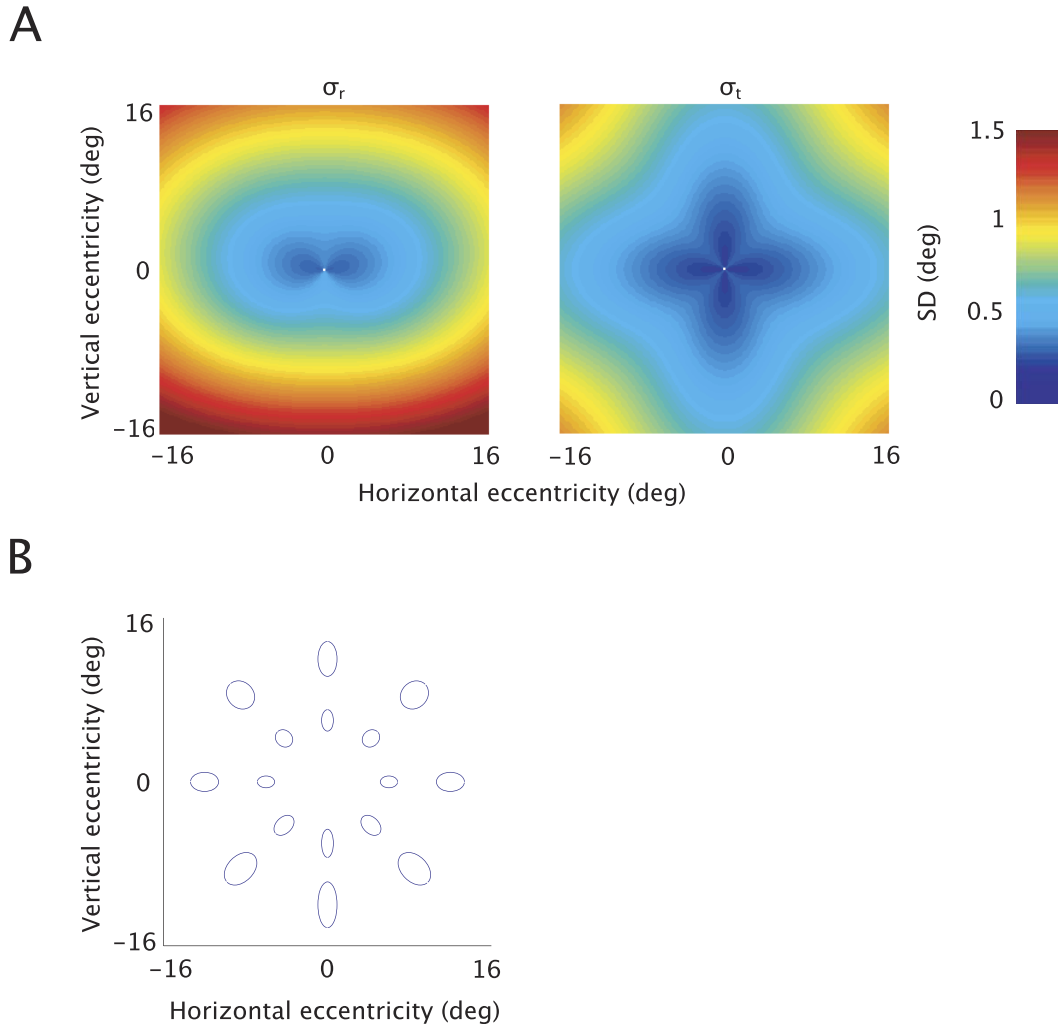 A
σr
σt
16
0
−16
Vertical eccentricity (deg)
−16 0 16
−16 0 16
Horizontal eccentricity (deg)
1.5
1
0.5
0
SD (deg)
B
16
0
−16
Vertical eccentricity (deg)
−16 0 16
Horizontal eccentricity (deg)